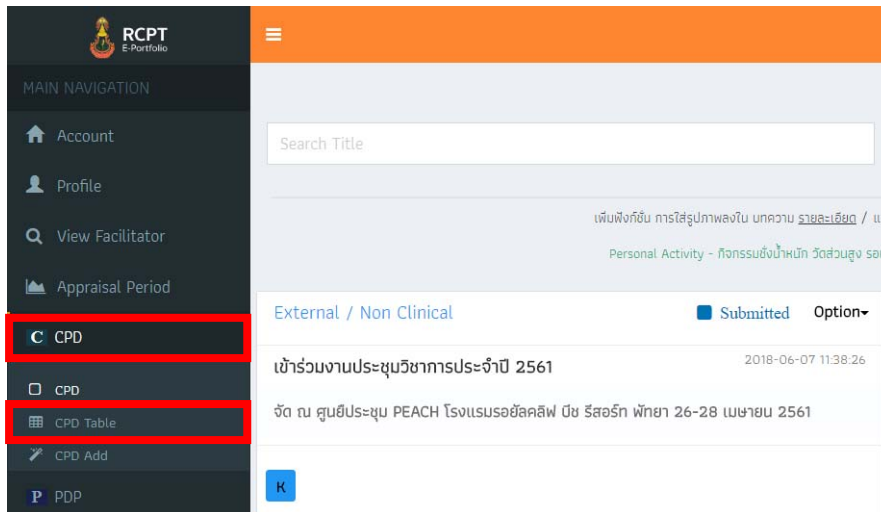 RCPT
E-Portfolio
MAIN NAVIGATION
Account
Profile
View Facilitator
Appraisal Period
C CPD
CPD
CPD Table
CPD Add
P PDP
Search Title
เพิ่มฟังก์ชั่น การใส่รูปภาพลงใน บทความ รายละเอียด /
Personal Activity - กิจกรรมชั่งน้ำหนัก วัดส่วนสูง
External / Non Clinical
Submitted Option
เข้าร่วมงานประชุมวิชาการประจำปี 2561
2018-06-07 11:38:26
จัด ณ ศูนย์ประชุม PEACH โรงแรมรอยัลคลิฟ บีช รีสอร์ท พัทยา 26-28 เมษายน 2561
K